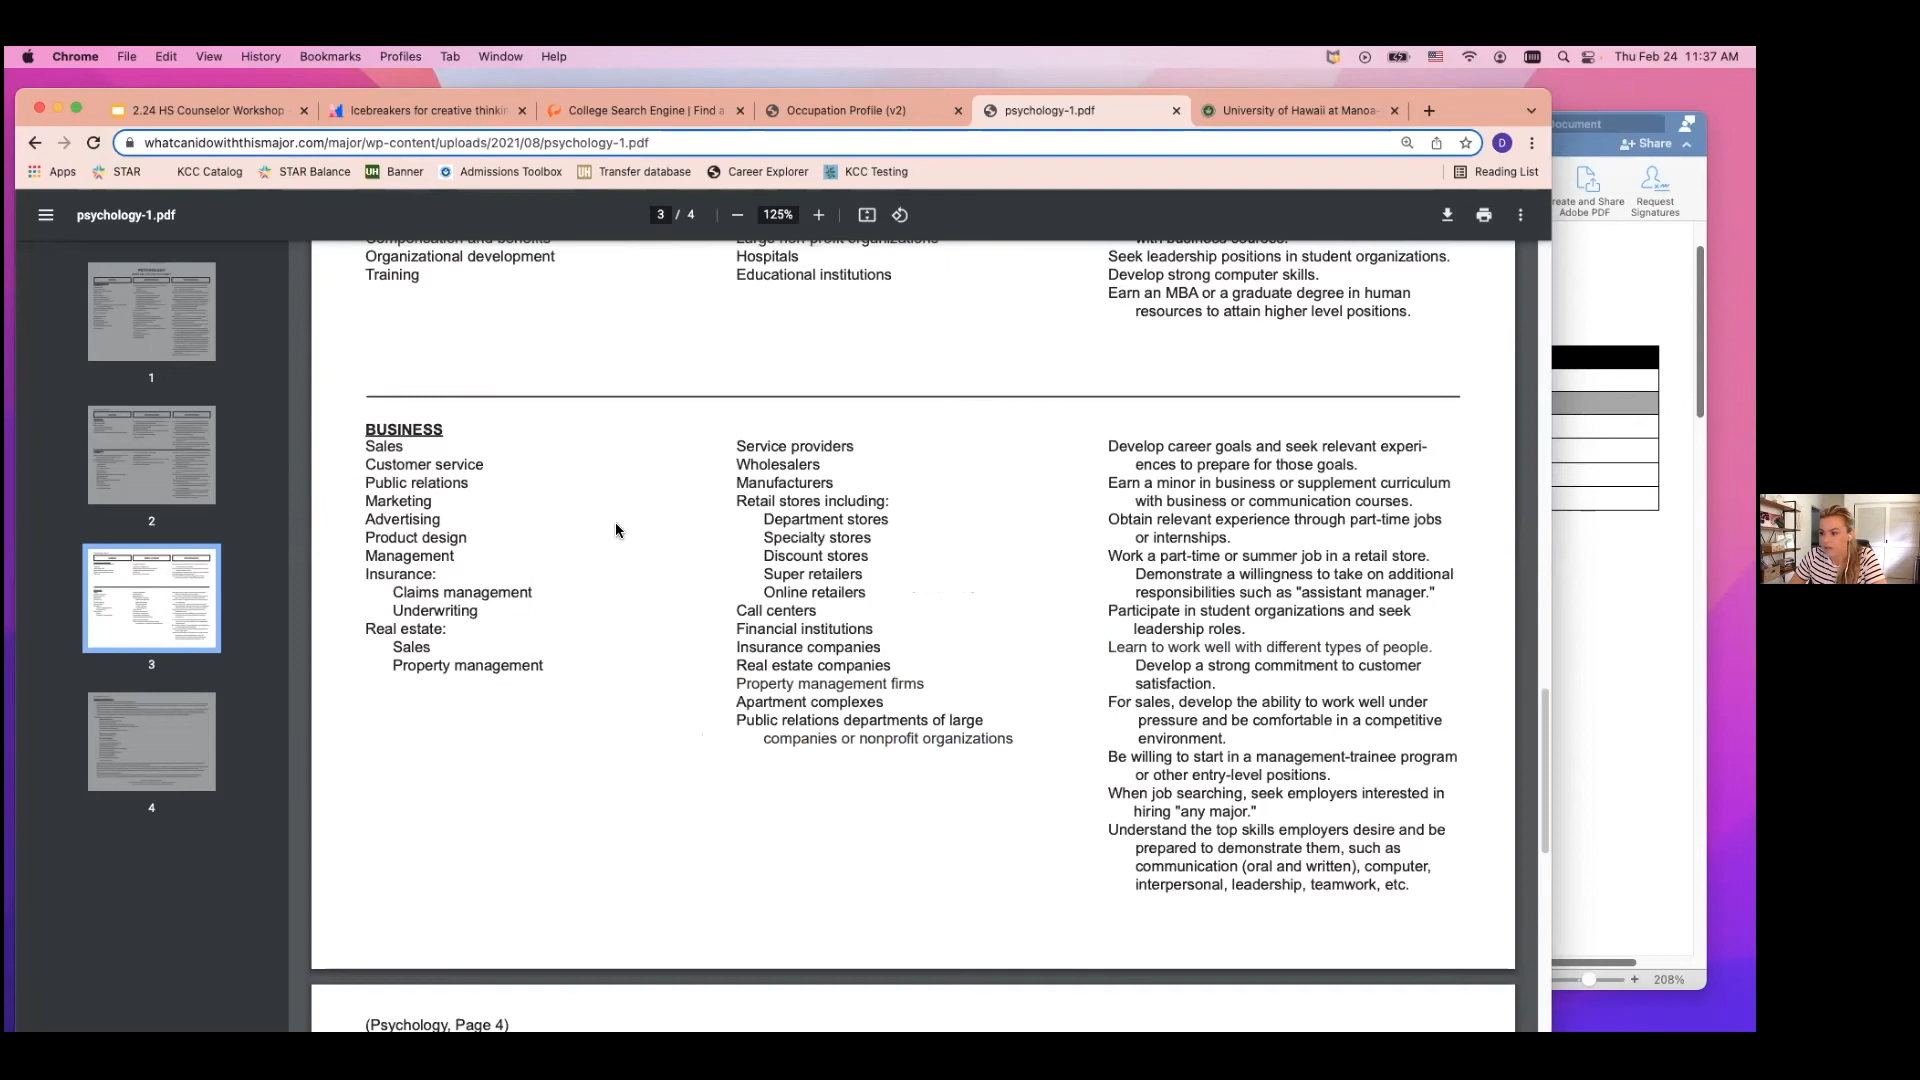 Chrome File Edit View History Bookmarks Profiles Tab Window Help Thu Feb 24 11:37 AM
2.24 HS Counselor Workshop
Icebreakers for creative thinkin
College Search Engine | Find a
Occupation Profile (v2)
psychology-1.pdf
University of Hawaii at Manoa-
whatcanidowiththismajor.com/major/wp-content/uploads/2021/08/psychology-1.pdf
D
Apps STAR KCC Catalog STAR Balance UH Banner Admissions Toolbox UH Transfer database Career Explorer KCC Testing Reading List
psychology-1.pdf 3 / 4 — 125% +
1
2
3
4
Organizational development
Training
Hospitals
Educational institutions
with business courses.
Seek leadership positions in student organizations.
Develop strong computer skills.
Earn an MBA or a graduate degree in human
resources to attain higher level positions.
BUSINESS
Sales
Customer service
Public relations
Marketing
Advertising
Product design
Management
Insurance:
Claims management
Underwriting
Real estate:
Sales
Property management
Service providers
Wholesalers
Manufacturers
Retail stores including:
Department stores
Specialty stores
Discount stores
Super retailers
Online retailers
Call centers
Financial institutions
Insurance companies
Real estate companies
Property management firms
Apartment complexes
Public relations departments of large
companies or nonprofit organizations
Develop career goals and seek relevant experi-
ences to prepare for those goals.
Earn a minor in business or supplement curriculum
with business or communication courses.
Obtain relevant experience through part-time jobs
or internships.
Work a part-time or summer job in a retail store.
Demonstrate a willingness to take on additional
responsibilities such as "assistant manager."
Participate in student organizations and seek
leadership roles.
Learn to work well with different types of people.
Develop a strong commitment to customer
satisfaction.
For sales, develop the ability to work well under
pressure and be comfortable in a competitive
environment.
Be willing to start in a management-trainee program
or other entry-level positions.
When job searching, seek employers interested in
hiring "any major."
Understand the top skills employers desire and be
prepared to demonstrate them, such as
communication (oral and written), computer,
interpersonal, leadership, teamwork, etc.
(Psychology, Page 4)
ocument
Share
reate and Share
Adobe PDF
Request
Signatures
+ 208%